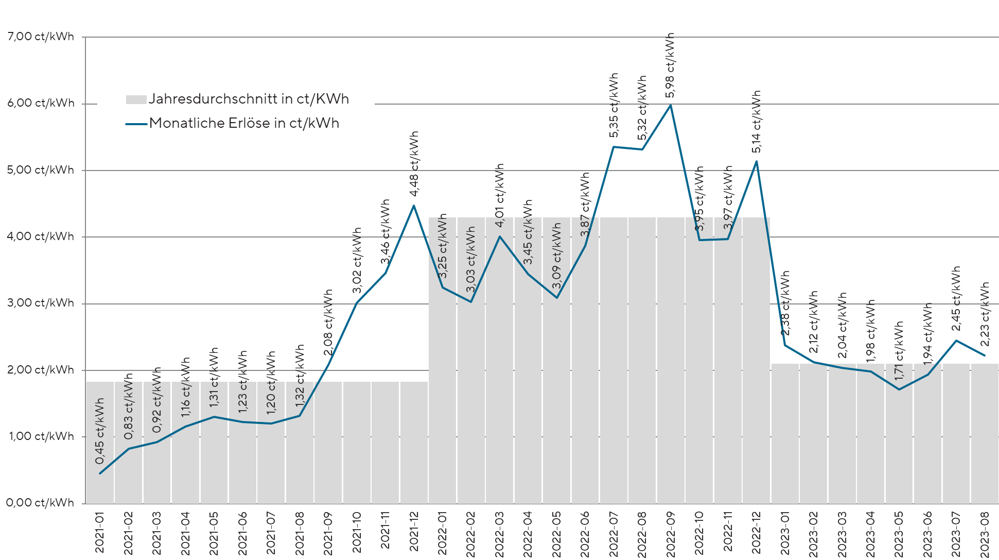 7,00 ct/kWh
6,00 ct/kWh
5,00 ct/kWh
4,00 ct/kWh
3,00 ct/kWh
2,00 ct/kWh
1,00 ct/kWh
0,00 ct/kWh
Jahresdurchschnitt in ct/KWh
Monatliche Erlöse in ct/kWh
0,45 ct/kWh
0,83 ct/kWh
0,92 ct/kWh
1,16 ct/kWh
1,31 ct/kWh
1,23 ct/kWh
1,20 ct/kWh
1,32 ct/kWh
2,08 ct/kWh
3,02 ct/kWh
3,46 ct/kWh
4,48 ct/kWh
3,25 ct/kWh
3,03 ct/kWh
4,01 ct/kWh
3,45 ct/kWh
3,09 ct/kWh
3,87 ct/kWh
5,35 ct/kWh
5,32 ct/kWh
5,98 ct/kWh
3,95 ct/kWh
3,97 ct/kWh
5,14 ct/kWh
2,38 ct/kWh
2,12 ct/kWh
2,04 ct/kWh
1,98 ct/kWh
1,71 ct/kWh
1,94 ct/kWh
2,45 ct/kWh
2,23 ct/kWh
2021-01
2021-02
2021-03
2021-04
2021-05
2021-06
2021-07
2021-08
2021-09
2021-10
2021-11
2021-12
2022-01
2022-02
2022-03
2022-04
2022-05
2022-06
2022-07
2022-08
2022-09
2022-10
2022-11
2022-12
2023-01
2023-02
2023-03
2023-04
2023-05
2023-06
2023-07
2023-08